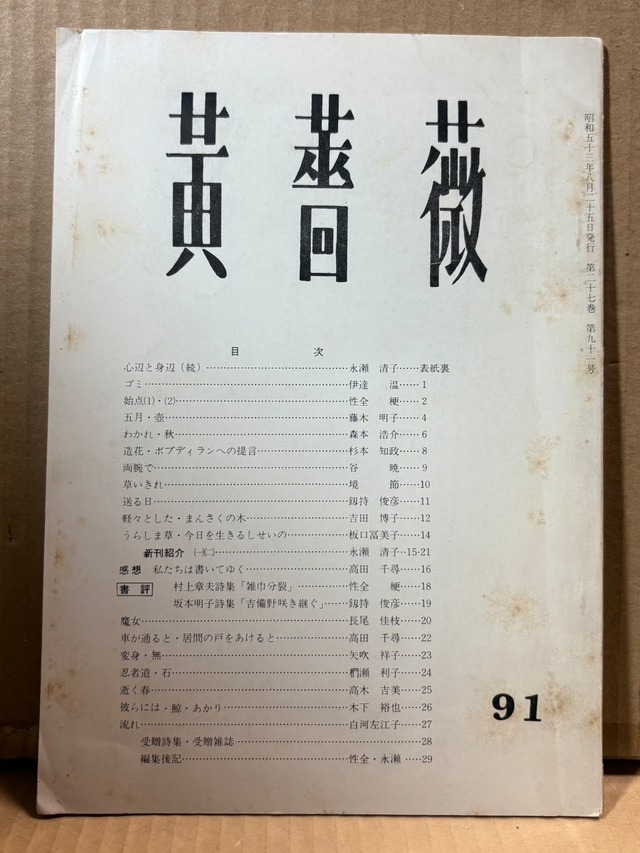 黄薔薇
昭和五十三年八月二十五日発行　第二十七巻　第九十一号
目次
心辺と身辺（続）……永瀬　清子……表紙裏
ゴミ……伊達　温……1
始点⑴・⑵……性全　梗……2
五月・壺……藤木　明子……4
わかれ・秋……森本　浩介……6
造花・ボブディランへの提言……杉本　知政……8
両腕で……谷　暁……9
草いきれ……境　節……10
送る日……釼持　俊彦……11
軽々とした・まんさくの木……吉田　博子……12
うらしま草・今日を生きるしせいの……板口冨美子……14
新刊紹介　㈠㈡……永瀬　清子……15・21
感想　私たちは書いてゆく……高田　千尋……16
書評　村上章夫詩集「雑巾分裂」……性全　梗……18
坂本明子詩集「吉備野咲き継ぐ」……釼持　俊彦……19
魔女……長尾　佳枝……20
車が通ると・居間の戸をあけると……高田　千尋……22
変身・無……矢吹　祥子……23
忍者道・石……瀬　利子……24
逝く春……高木　吉美……25
彼らには・鯨・あかり……木下　裕也……26
流れ……白河左江子……27
受贈詩集・受贈雑誌……28
編集後記……性全・永瀬……29
91